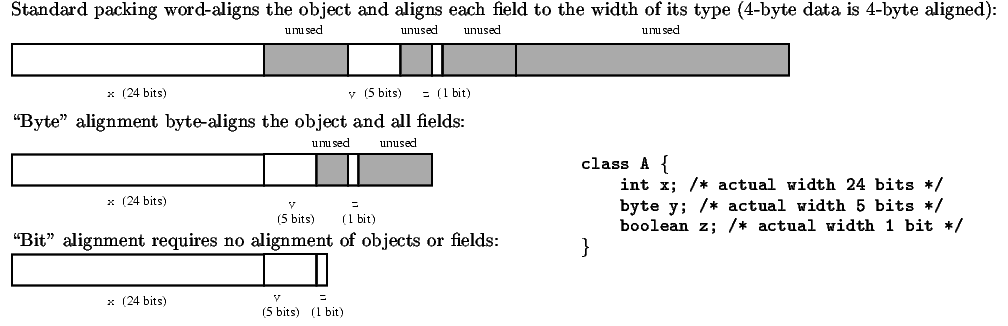 Standard packing word-aligns the object and aligns each field to the width of its type (4-byte data is 4-byte aligned):
unused unused unused unused
x (24 bits) y (5 bits) z (1 bit)
“Byte” alignment byte-aligns the object and all fields:
unused unused
x (24 bits) y z
(5 bits) (1 bit)
“Bit” alignment requires no alignment of objects or fields:
x (24 bits) y z
(5 bits) (1 bit)
class A {
int x; /* actual width 24 bits */
byte y; /* actual width 5 bits */
boolean z; /* actual width 1 bit */
}